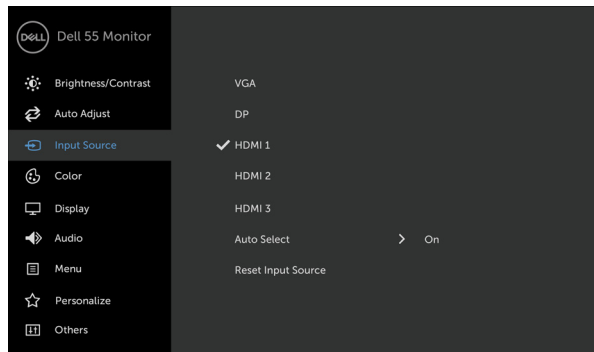 DELL Dell 55 Monitor
Brightness/Contrast
VGA
Auto Adjust
DP
Input Source
HDMI 1
Color
HDMI 2
Display
HDMI 3
Audio
Auto Select On
Menu
Reset Input Source
Personalize
Others